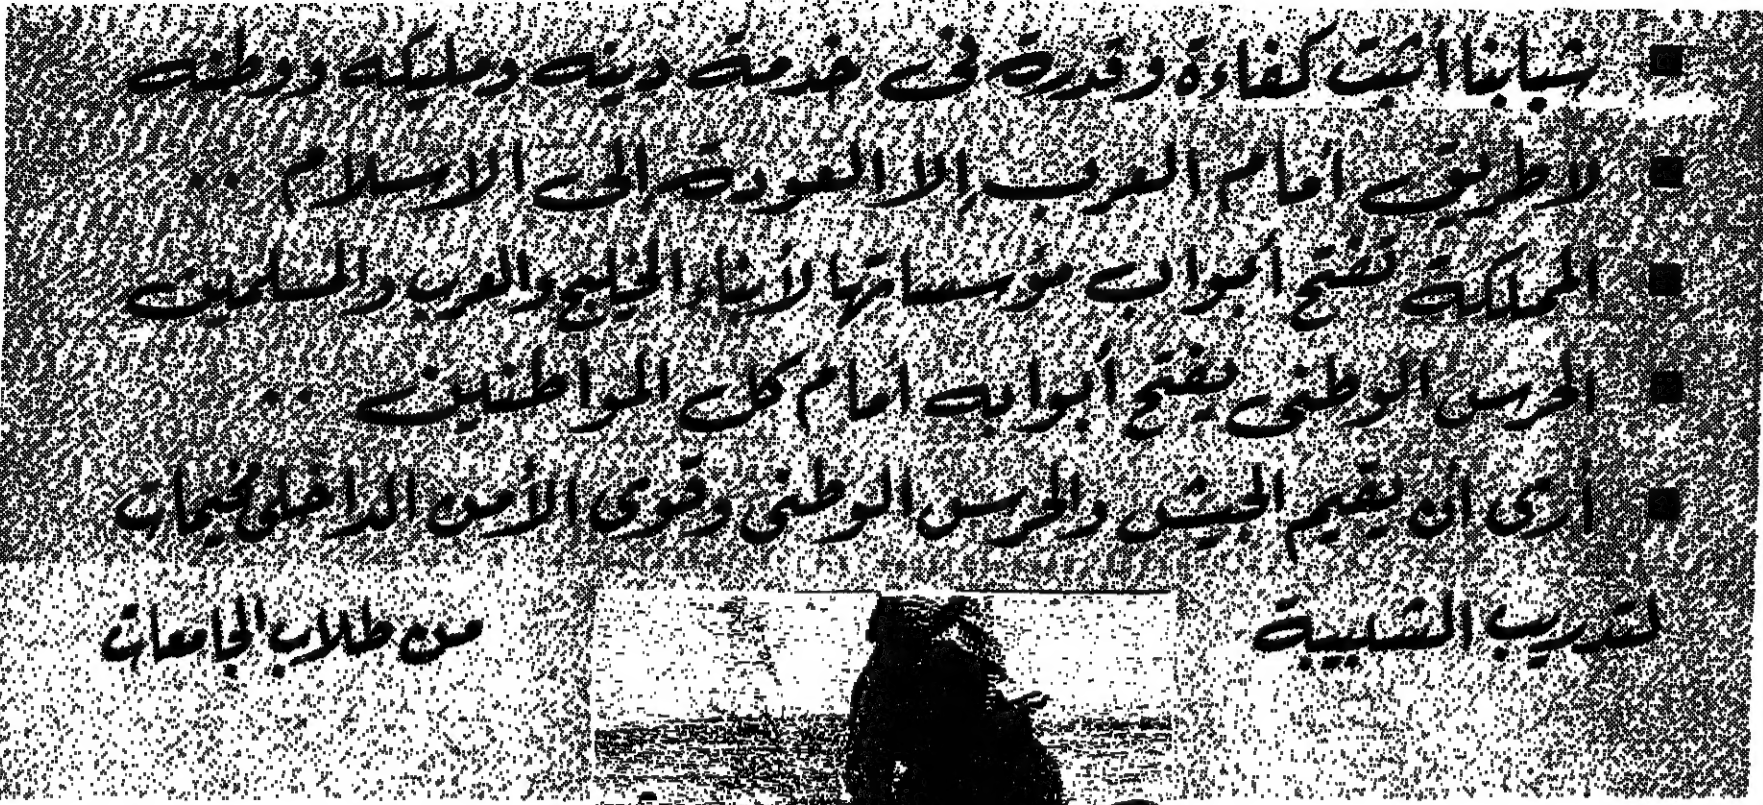 شبابنا أثبت كفاءة وقدرة في خدمة دينه ومليكه ووطنه
لا طريق أمام العرب إلا العودة إلى الاسلام ..
المملكة تفتح أبواب مؤسساتها لأبناء الخليج والعرب والمسلمين
الحرس الوطني يفتح أبوابه أمام كل المواطنين ..
أرى أن يقيم الجيش والحرس الوطني وقوى الأمن الداخلي مخيمات
لتدريب الشبيبة من طلاب الجامعات